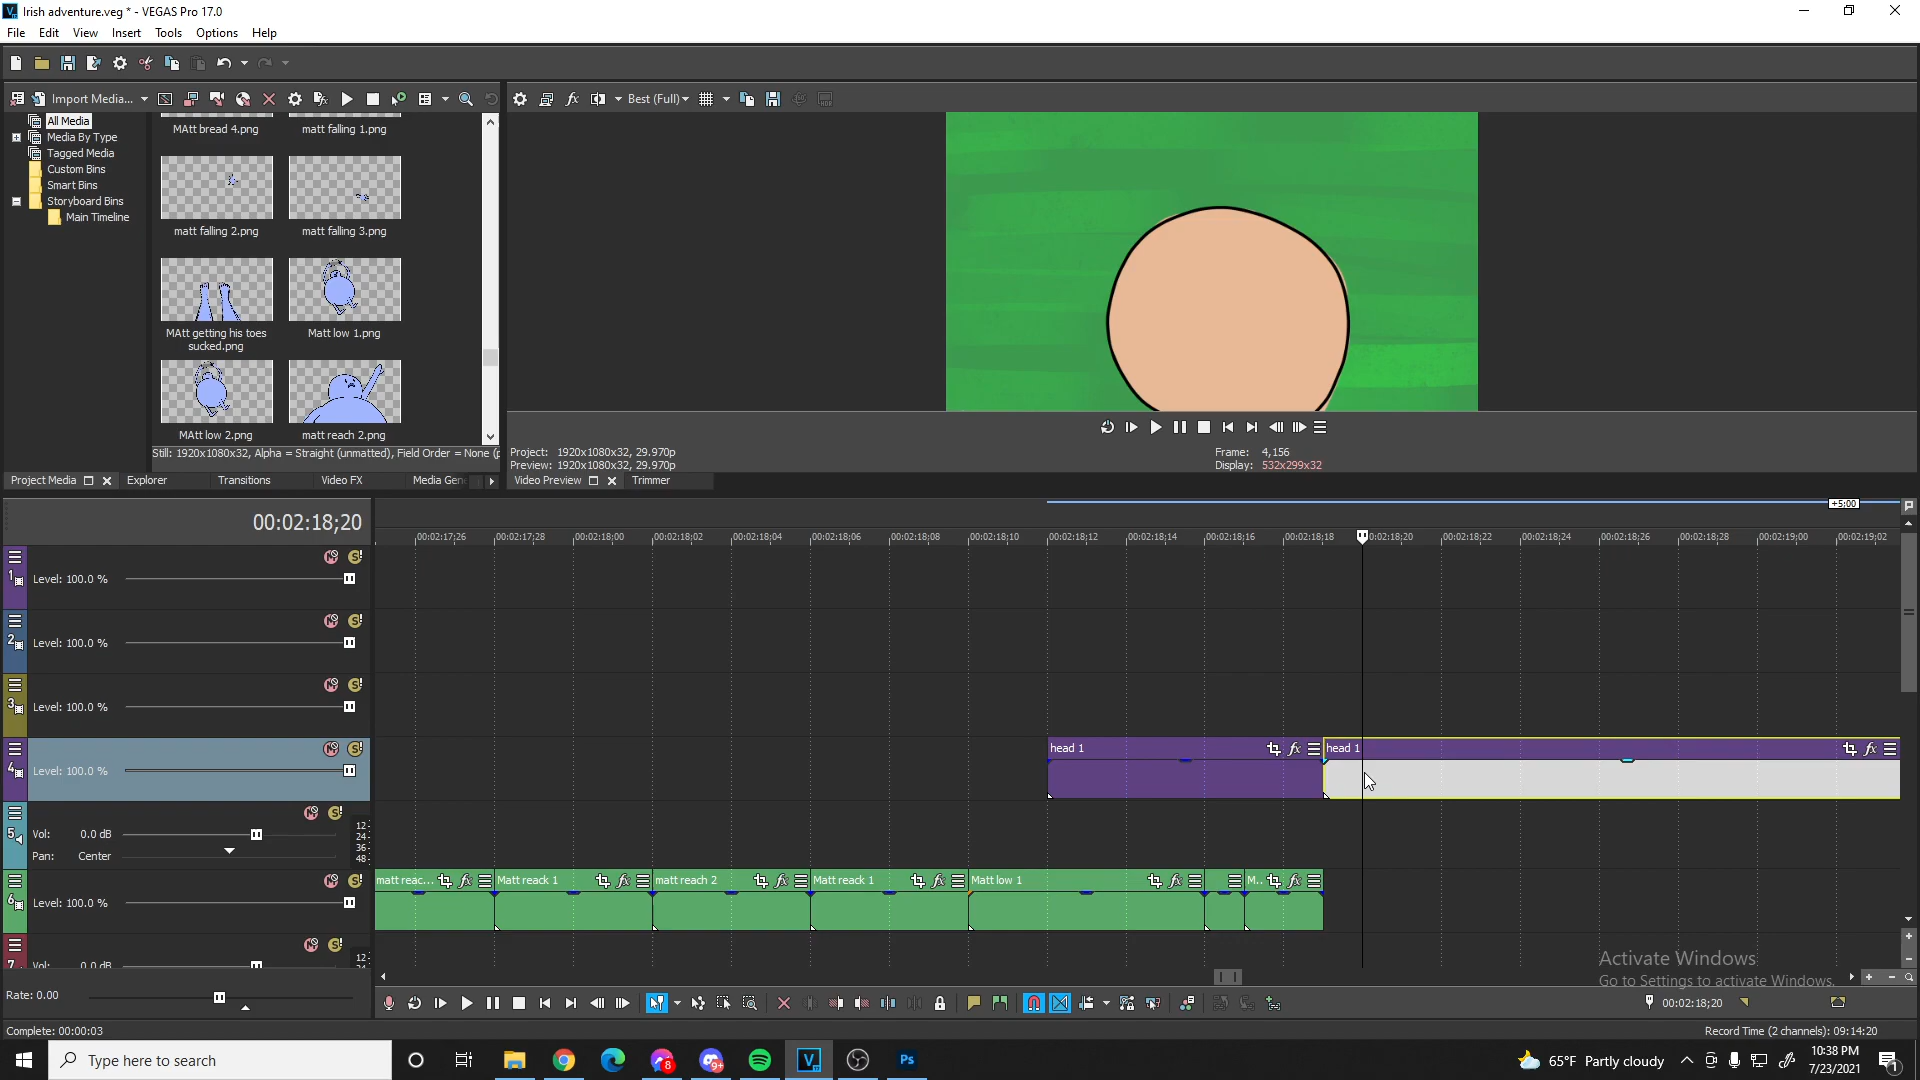 Irish adventure.veg * - VEGAS Pro 17.0
File Edit View Insert Tools Options Help
Import Media...
Best (Full)
All Media
Media By Type
Tagged Media
Custom Bins
Smart Bins
Storyboard Bins
Main Timeline
MAtt bread 4.png
matt falling 1.png
matt falling 2.png
matt falling 3.png
MAtt getting his toes sucked.png
Matt low 1.png
MAtt low 2.png
matt reach 2.png
Still: 1920x1080x32, Alpha = Straight (unmatted), Field Order = None (p
Project Media Explorer Transitions Video FX Media Gen
Project: 1920x1080x32, 29.970p
Preview: 1920x1080x32, 29.970p
Frame: 4,156
Display: 532x299x32
Video Preview Trimmer
00:02:18;20
+5:00
00:02:17;26 00:02:17;28 00:02:18;00 00:02:18;02 00:02:18;04 00:02:18;06 00:02:18;08 00:02:18;10 00:02:18;12 00:02:18;14 00:02:18;16 00:02:18;18 00:02:18;20 00:02:18;22 00:02:18;24 00:02:18;26 00:02:18;28 00:02:19;00 00:02:19;02
1 Level: 100.0 %
2 Level: 100.0 %
3 Level: 100.0 %
4 Level: 100.0 %
head 1 head 1
5 Vol: 0.0 dB
Pan: Center
12
24
36
48
6 Level: 100.0 %
matt reac... Matt reack 1 matt reach 2 Matt reack 1 Matt low 1 M..
7 Vol: 0.0 dB
12
Rate: 0.00
Activate Windows
Go to Settings to activate Windows.
00:02:18;20
Complete: 00:00:03
Record Time (2 channels): 09:14:20
Type here to search
8
9+
V
Ps
65°F Partly cloudy
10:38 PM
7/23/2021
1